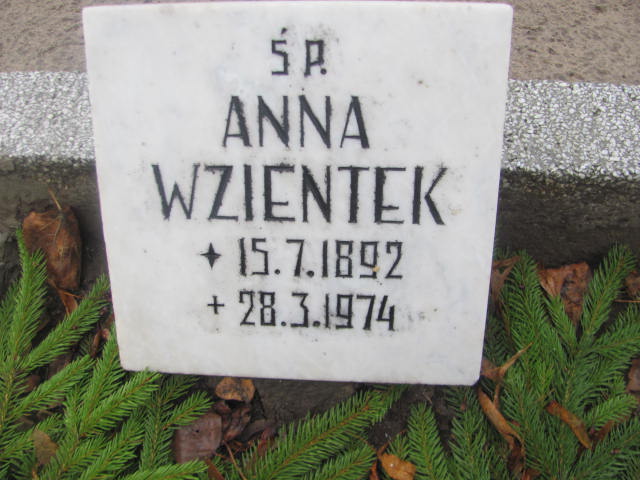 ŚP.
ANNA
WZIENTEK
✦ 15.7.1892
+ 28.3.1974